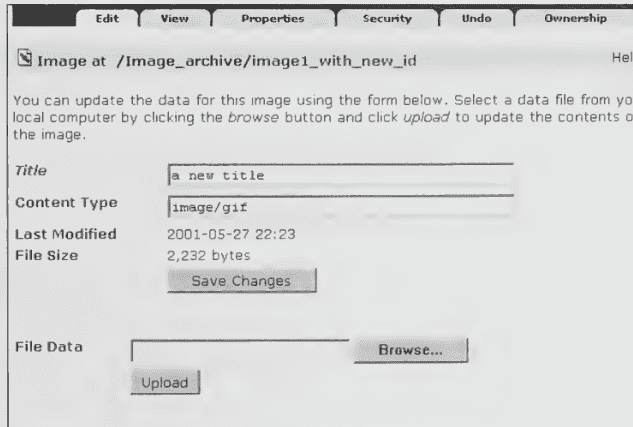 Edit View Properties Security Undo Ownership
Image at /Image_archive/image1_with_new_id
You can update the data for this image using the form below. Select a data file from
local computer by clicking the browse button and click upload to update the contents
the image.
Title a new title
Content Type image/gif
Last Modified 2001-05-27 22:23
File Size 2,232 bytes
Save Changes
File Data Browse...
Upload